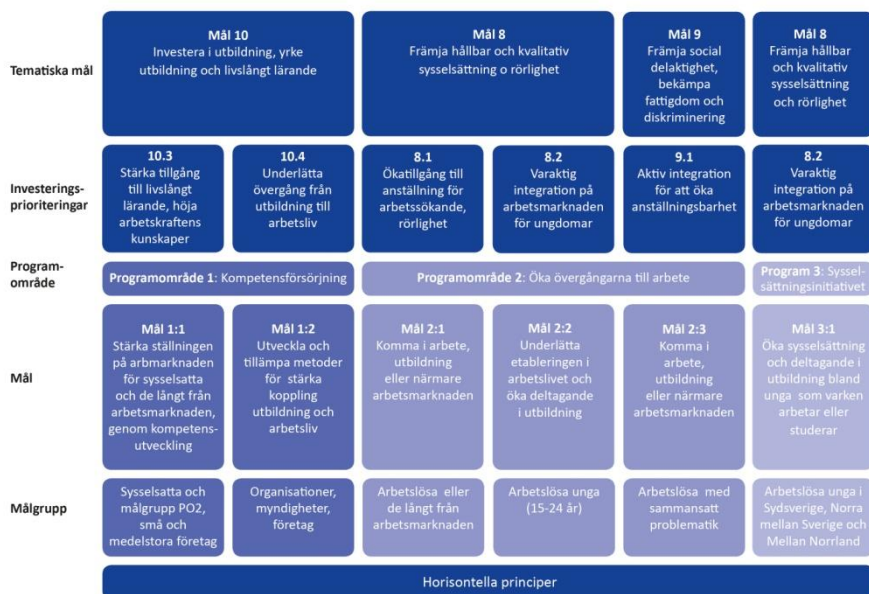 Tematiska mål
Mål 10
Investera i utbildning, yrke
utbildning och livslångt lärande
Mål 8
Främja hållbar och kvalitativ
sysselsättning o rörlighet
Mål 9
Främja social
delaktighet,
bekämpa
fattigdom och
diskriminering
Mål 8
Främja hållbar
och kvalitativ
sysselsättning
och rörlighet
Investerings-
prioriteringar
10.3
Stärka tillgång
till livslångt
lärande, höja
arbetskraftens
kunskaper
10.4
Underlätta
övergång från
utbildning till
arbetsliv
8.1
Ökatillgång till
anställning för
arbetssökande,
rörlighet
8.2
Varaktig
integration på
arbetsmarknaden
för ungdomar
9.1
Aktiv integration
för att öka
anställningsbarhet
8.2
Varaktig
integration på
arbetsmarknaden
för ungdomar
Program-
område
Programområde 1: Kompetensförsörjning
Programområde 2: Öka övergångarna till arbete
Program 3: Syssel-
sättningsinitiativet
Mål
Mål 1:1
Stärka ställningen
på arbmarknaden
för sysselsatta
och de långt från
arbetsmarknaden,
genom kompetens-
utveckling
Mål 1:2
Utveckla och
tillämpa metoder
för stärka
koppling
utbildning och
arbetsliv
Mål 2:1
Komma i arbete,
utbildning
eller närmare
arbetsmarknaden
Mål 2:2
Underlätta
etableringen i
arbetslivet och
öka deltagande
i utbildning
Mål 2:3
Komma i
arbete,
utbildning
eller närmare
arbetsmarknaden
Mål 3:1
Öka sysselsättning
och deltagande i
utbildning bland
unga som varken
arbetar eller
studerar
Målgrupp
Sysselsatta och
målgrupp PO2,
små och
medelstora företag
Organisationer,
myndigheter,
företag
Arbetslösa eller
de långt från
arbetsmarknaden
Arbetslösa unga
(15-24 år)
Arbetslösa med
sammansatt
problematik
Arbetslösa unga i
Sydsverige, Norra
mellan Sverige och
Mellan Norrland
Horisontella principer